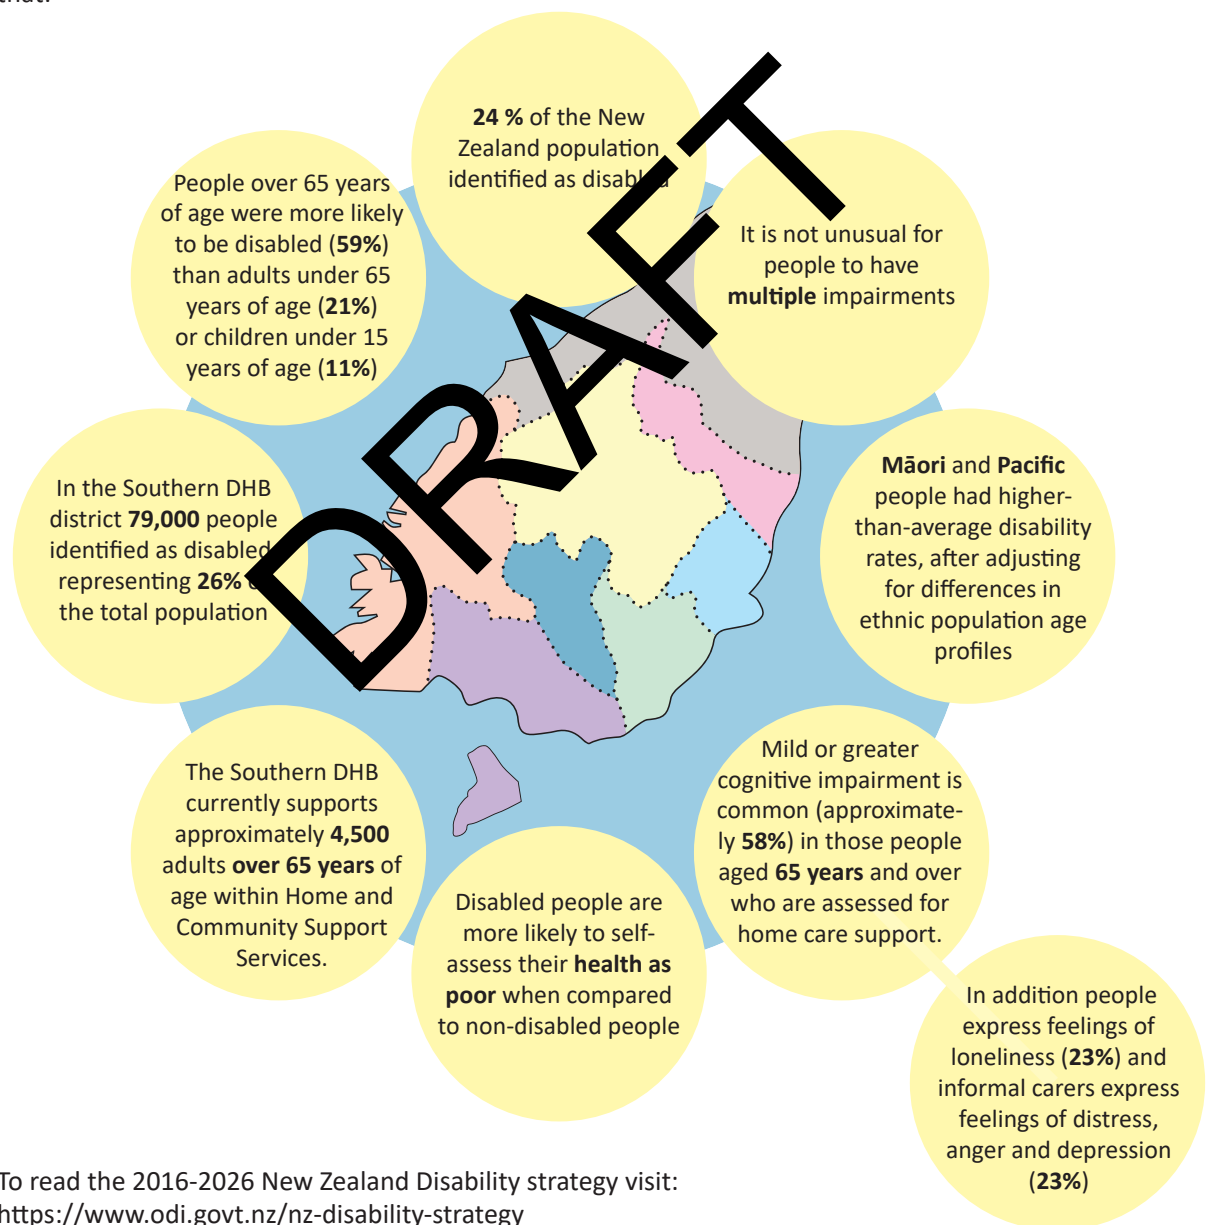 24 % of the New
Zealand population
identified as disabled
People over 65 years
of age were more likely
to be disabled (59%)
than adults under 65
years of age (21%)
or children under 15
years of age (11%)
It is not unusual for
people to have
multiple impairments
In the Southern DHB
district 79,000 people
identified as disabled
representing 26% of
the total population
Māori and Pacific
people had higher-
than-average disability
rates, after adjusting
for differences in
ethnic population age
profiles
The Southern DHB
currently supports
approximately 4,500
adults over 65 years of
age within Home and
Community Support
Services.
Mild or greater
cognitive impairment is
common (approximate-
ly 58%) in those people
aged 65 years and over
who are assessed for
home care support.
Disabled people are
more likely to self-
assess their health as
poor when compared
to non-disabled people
In addition people
express feelings of
loneliness (23%) and
informal carers express
feelings of distress,
anger and depression
(23%)
To read the 2016-2026 New Zealand Disability strategy visit:
https://www.odi.govt.nz/nz-disability-strategy
DRAFT